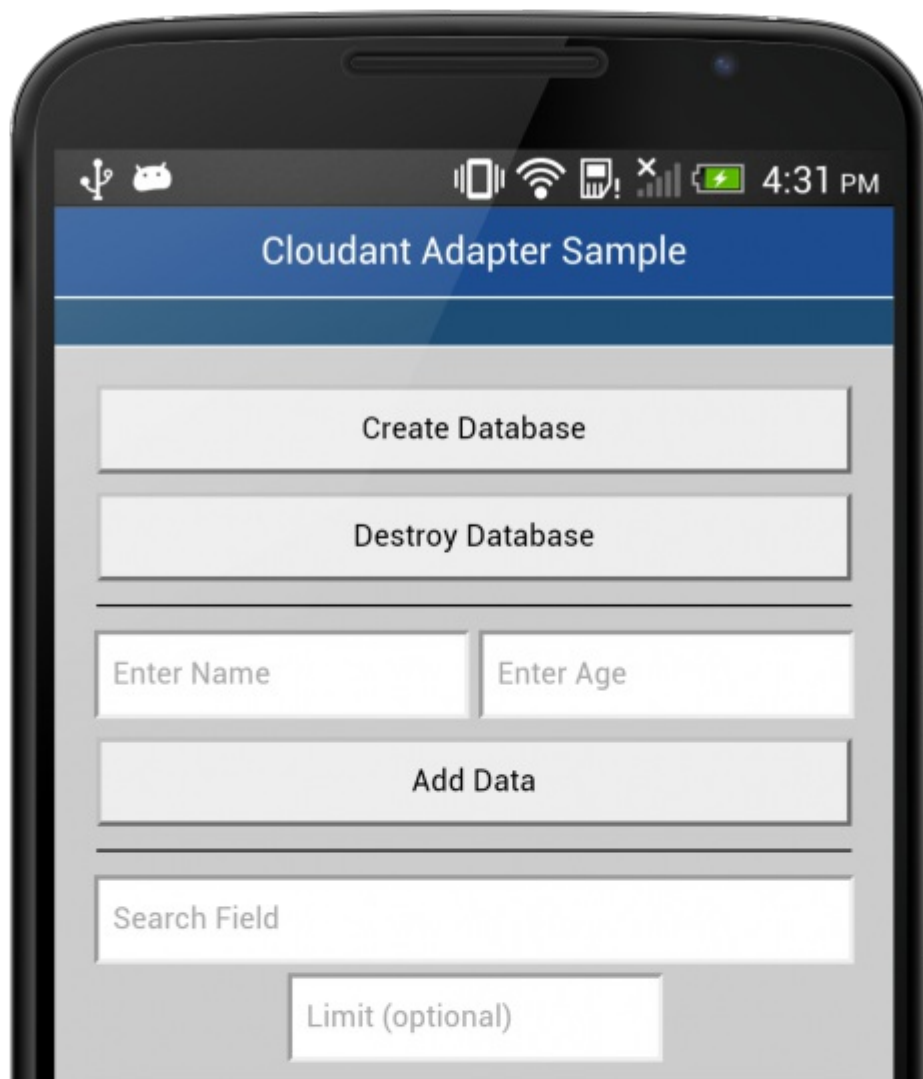 4:31 PM
Cloudant Adapter Sample
Create Database
Destroy Database
Enter Name Enter Age
Add Data
Search Field
Limit (optional)